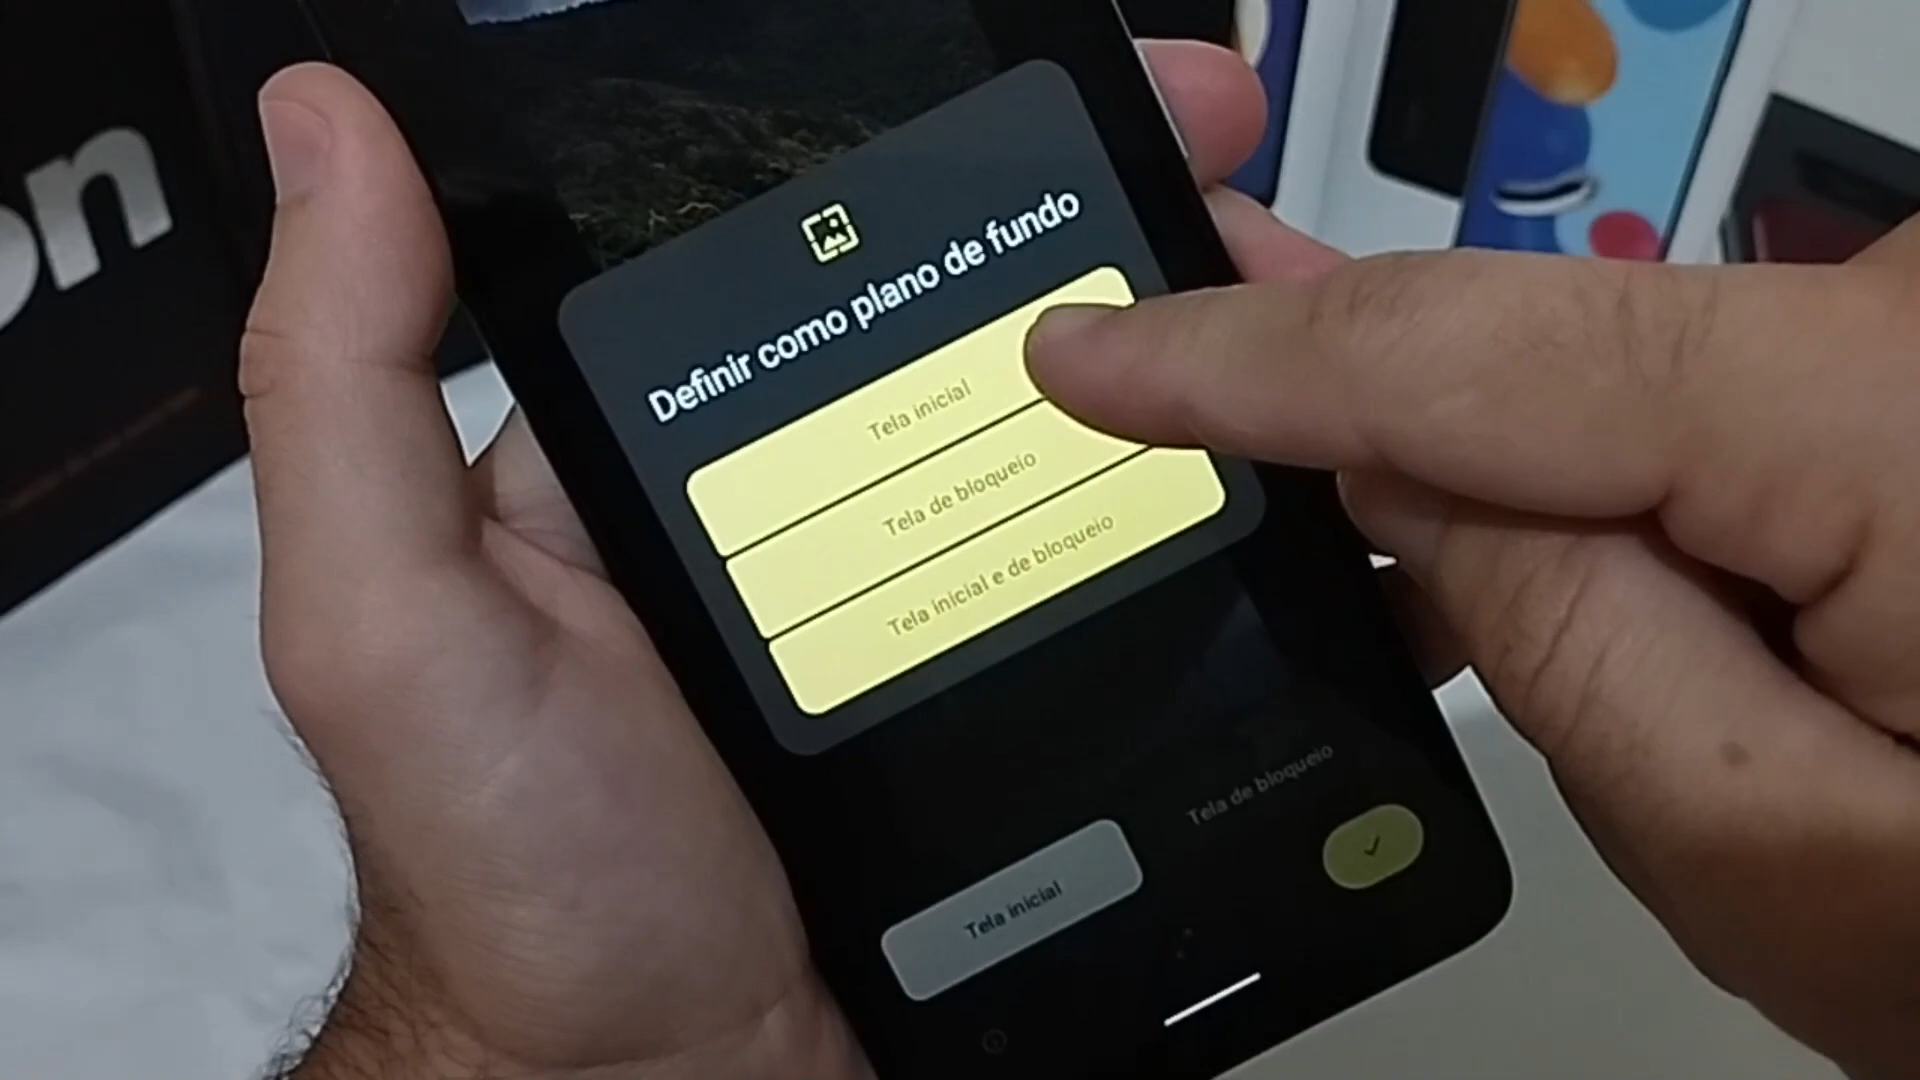 on
Definir como plano de fundo
Tela inicial
Tela de bloqueio
Tela inicial e de bloqueio
Tela de bloqueio
Tela inicial